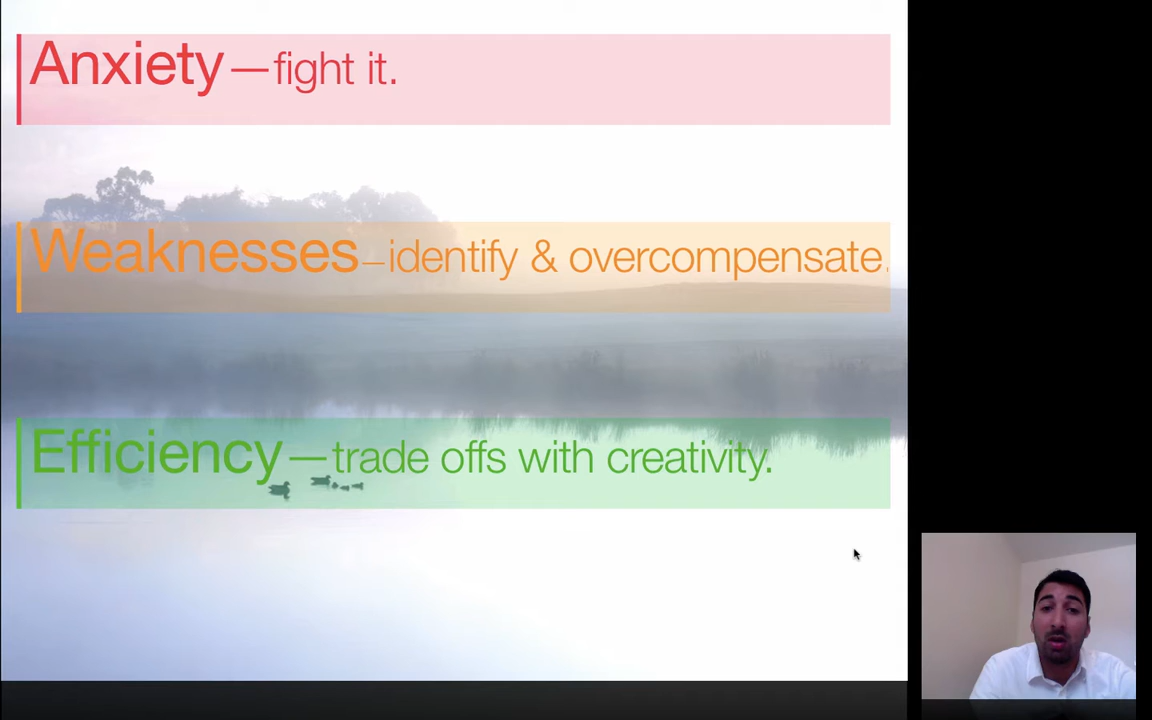 Anxiety—fight it.
Weaknesses—identify & overcompensate.
Efficiency—trade offs with creativity.